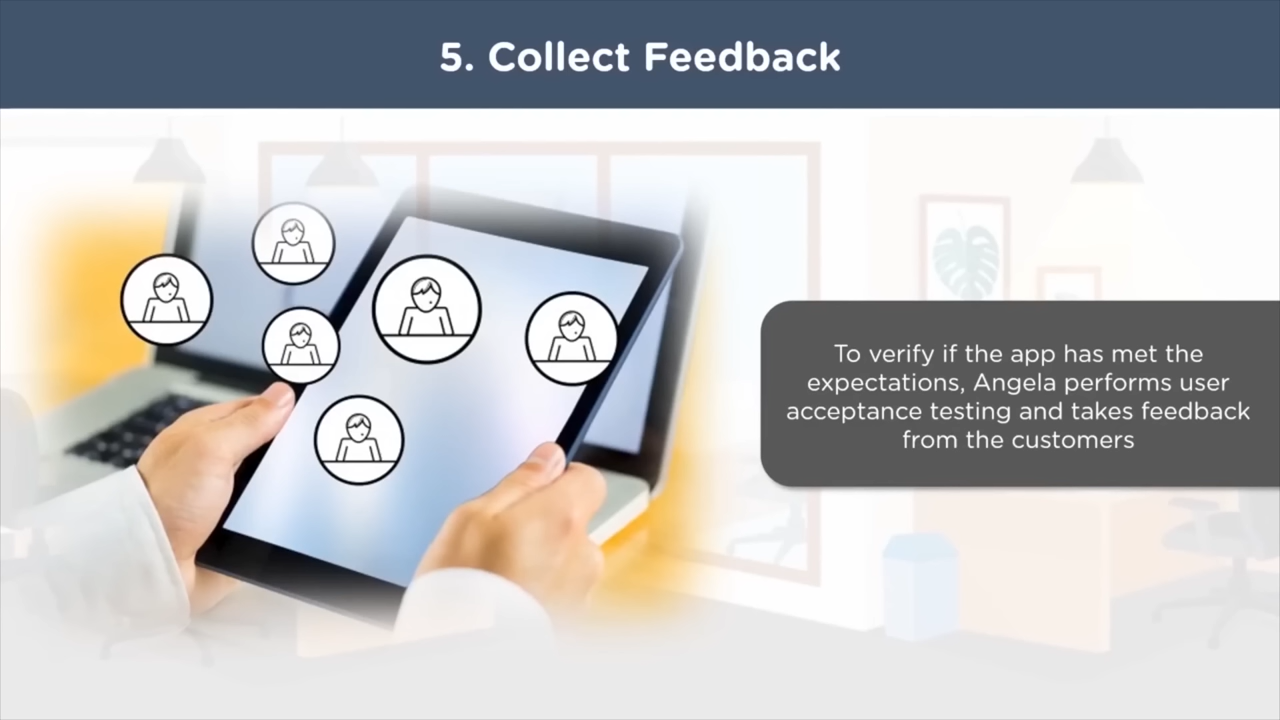 5. Collect Feedback
To verify if the app has met the
expectations, Angela performs user
acceptance testing and takes feedback
from the customers